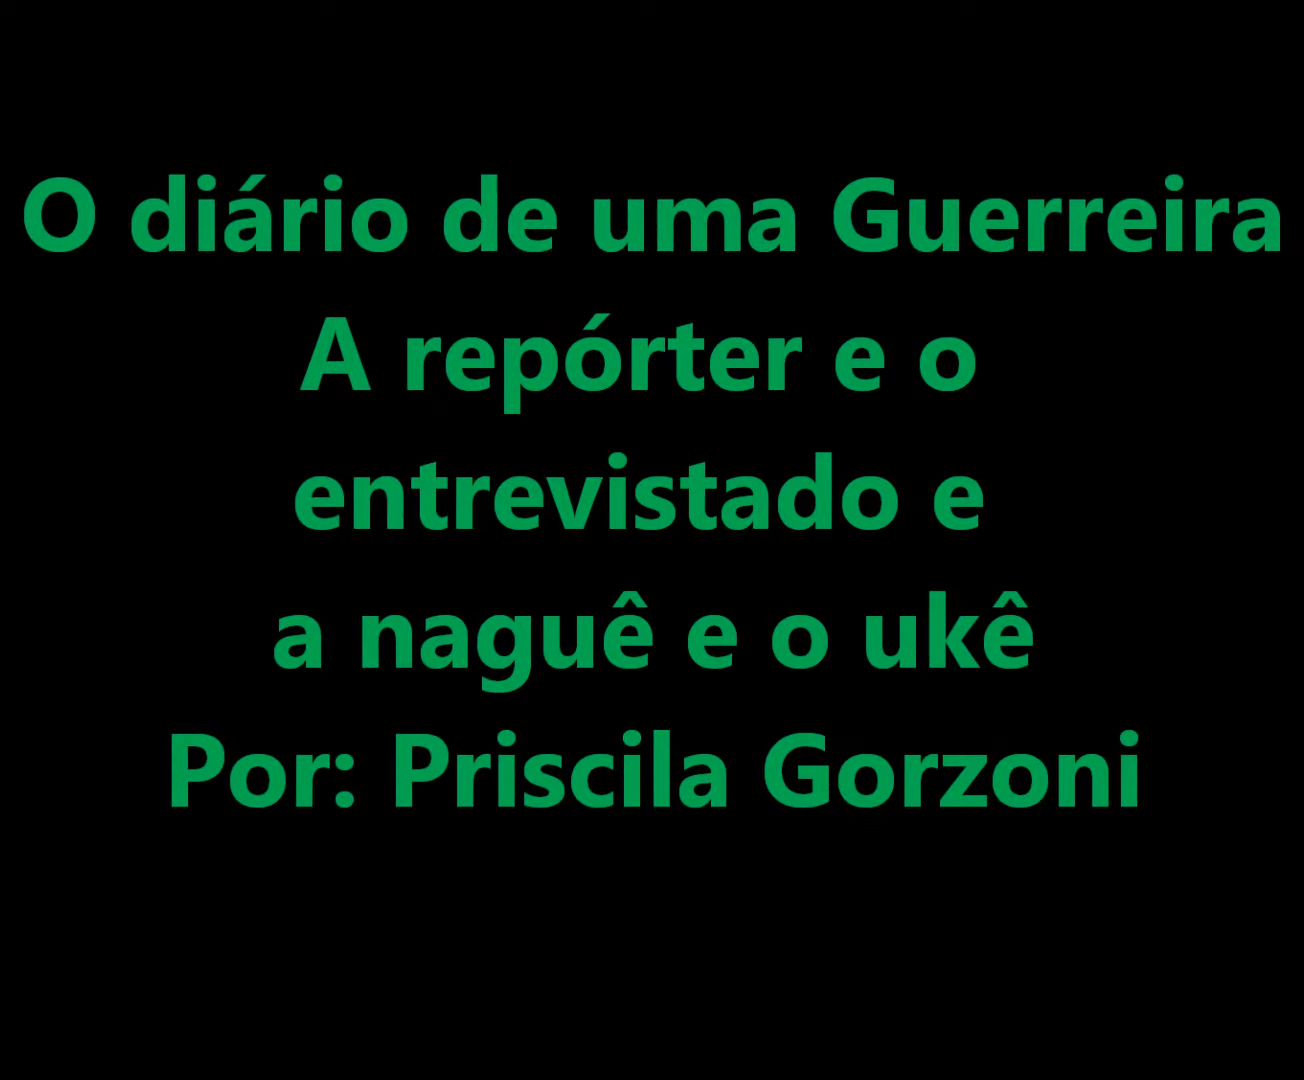 O diário de uma Guerreira
A repórter e o
entrevistado e
a naguê e o ukê
Por: Priscila Gorzoni